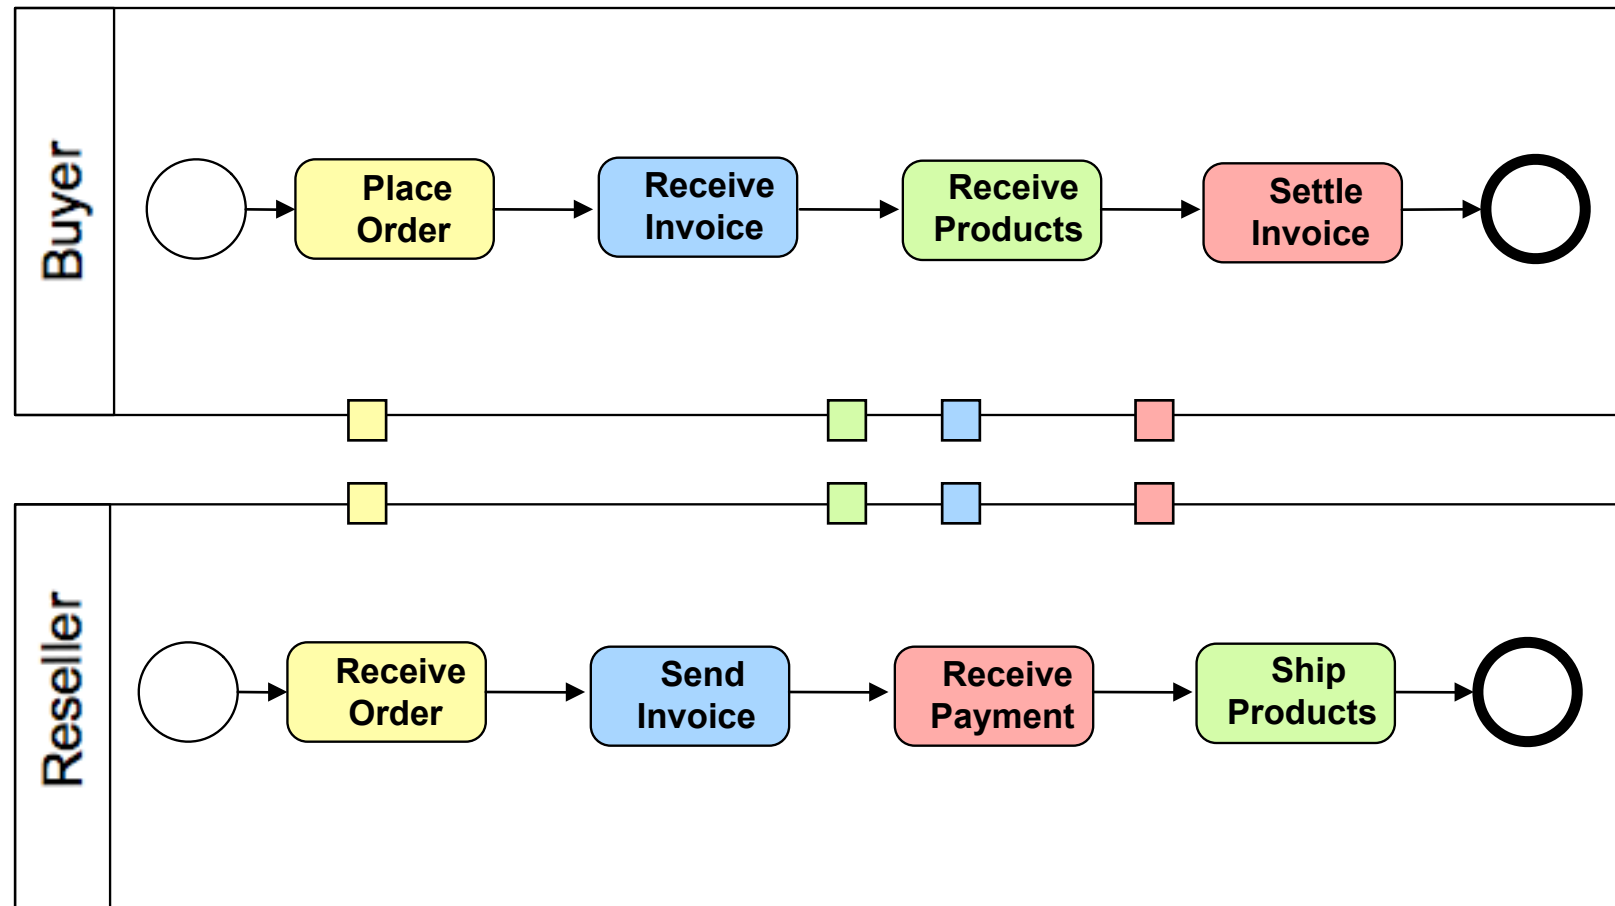 Buyer
Place
Order
Receive
Invoice
Receive
Products
Settle
Invoice
Reseller
Receive
Order
Send
Invoice
Receive
Payment
Ship
Products